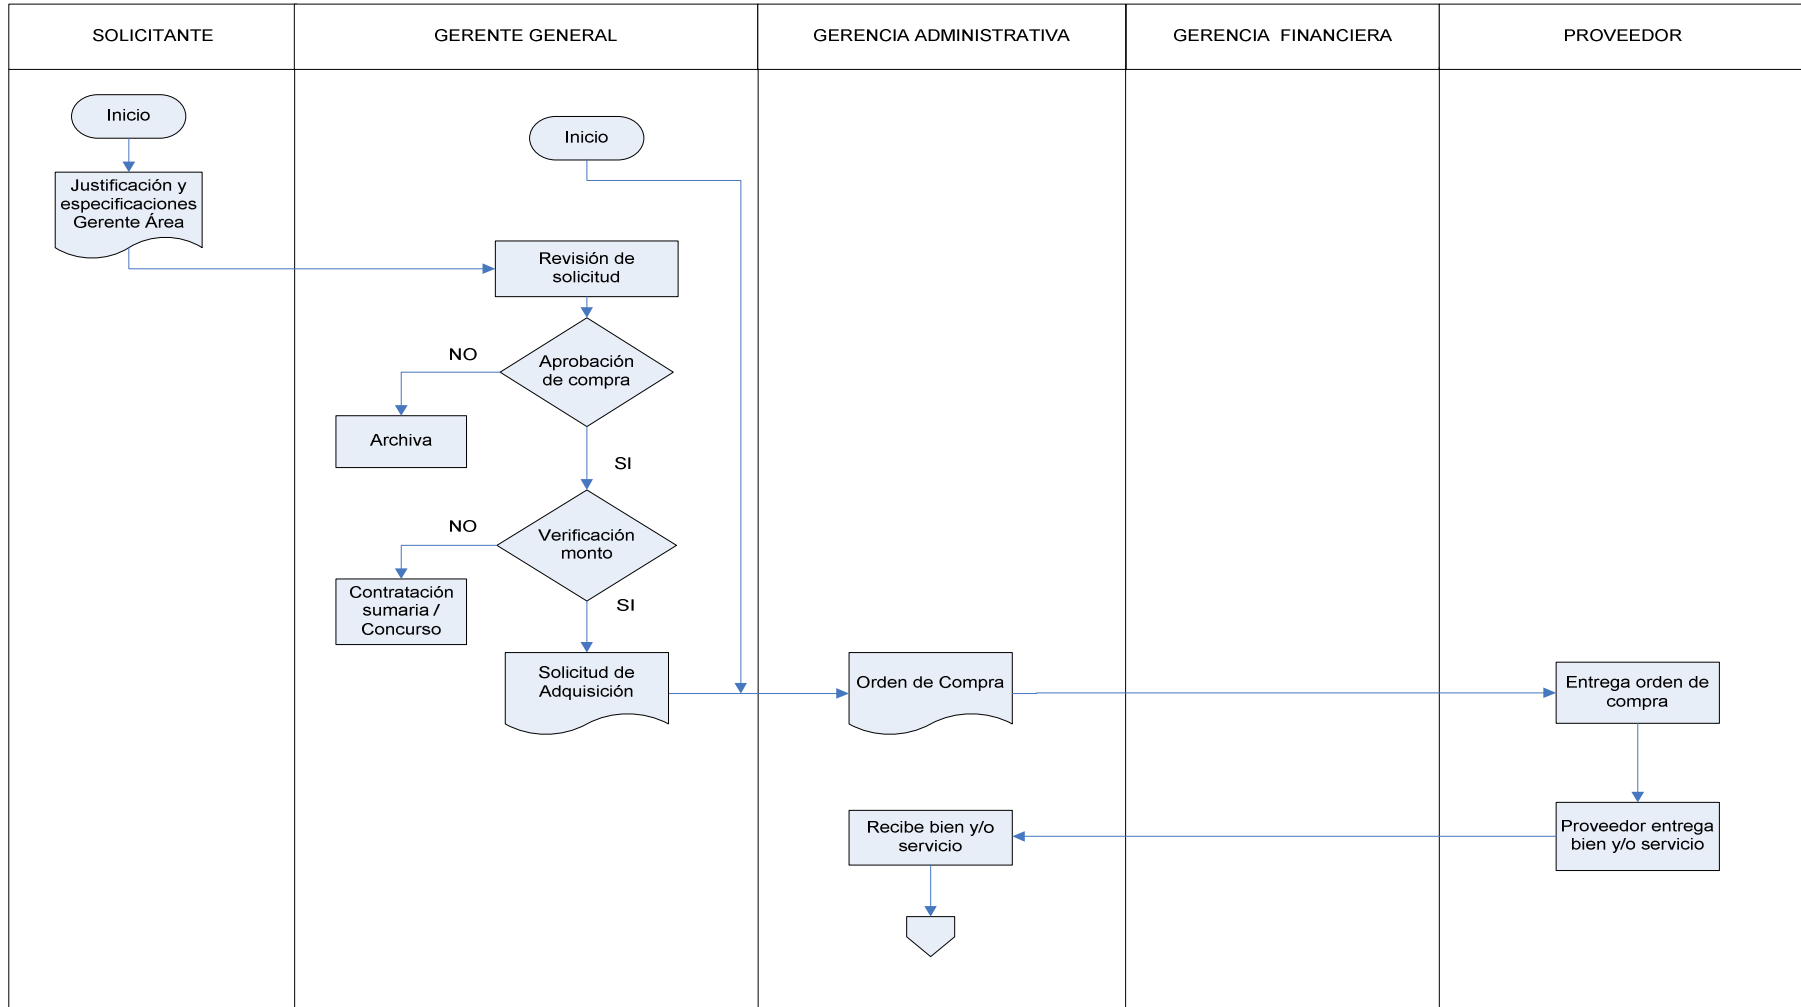 SOLICITANTE
GERENTE GENERAL
GERENCIA ADMINISTRATIVA
GERENCIA FINANCIERA
PROVEEDOR
Inicio
Inicio
Justificación y
especificaciones
Gerente Área
Revisión de
solicitud
Aprobación
de compra
NO
Archiva
SI
Verificación
monto
NO
Contratación
sumaria /
Concurso
SI
Solicitud de
Adquisición
Orden de Compra
Entrega orden de
compra
Recibe bien y/o
servicio
Proveedor entrega
bien y/o servicio